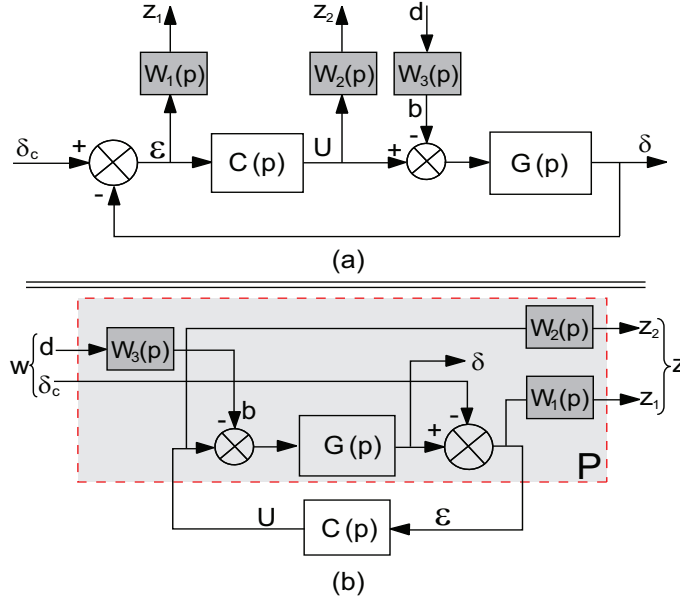 z₁ z₂ d
W₁(p) W₂(p) W₃(p)
b
δc + ε C(p) U + - G(p) δ
-
(a)
w d W₃(p) W₂(p) z₂ z
δc δ
- b - W₁(p) z₁
G(p) + P
U C(p) ε
(b)